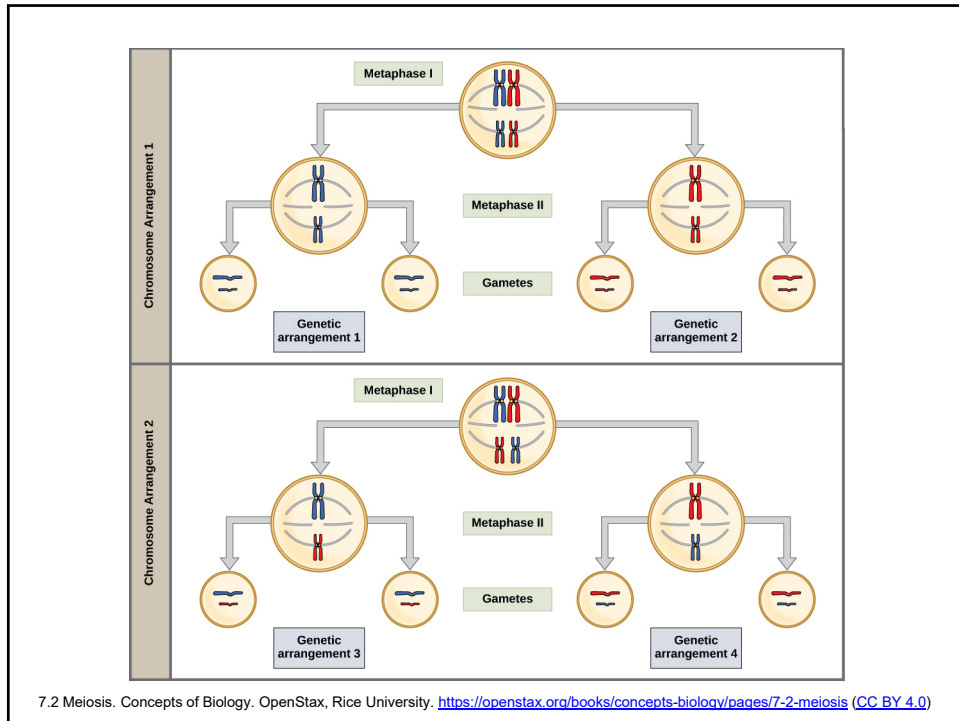 Chromosome Arrangement 1
Metaphase I
Metaphase II
Gametes
Genetic
arrangement 1
Genetic
arrangement 2
Chromosome Arrangement 2
Metaphase I
Metaphase II
Gametes
Genetic
arrangement 3
Genetic
arrangement 4
7.2 Meiosis. Concepts of Biology. OpenStax, Rice University. https://openstax.org/books/concepts-biology/pages/7-2-meiosis (CC BY 4.0)